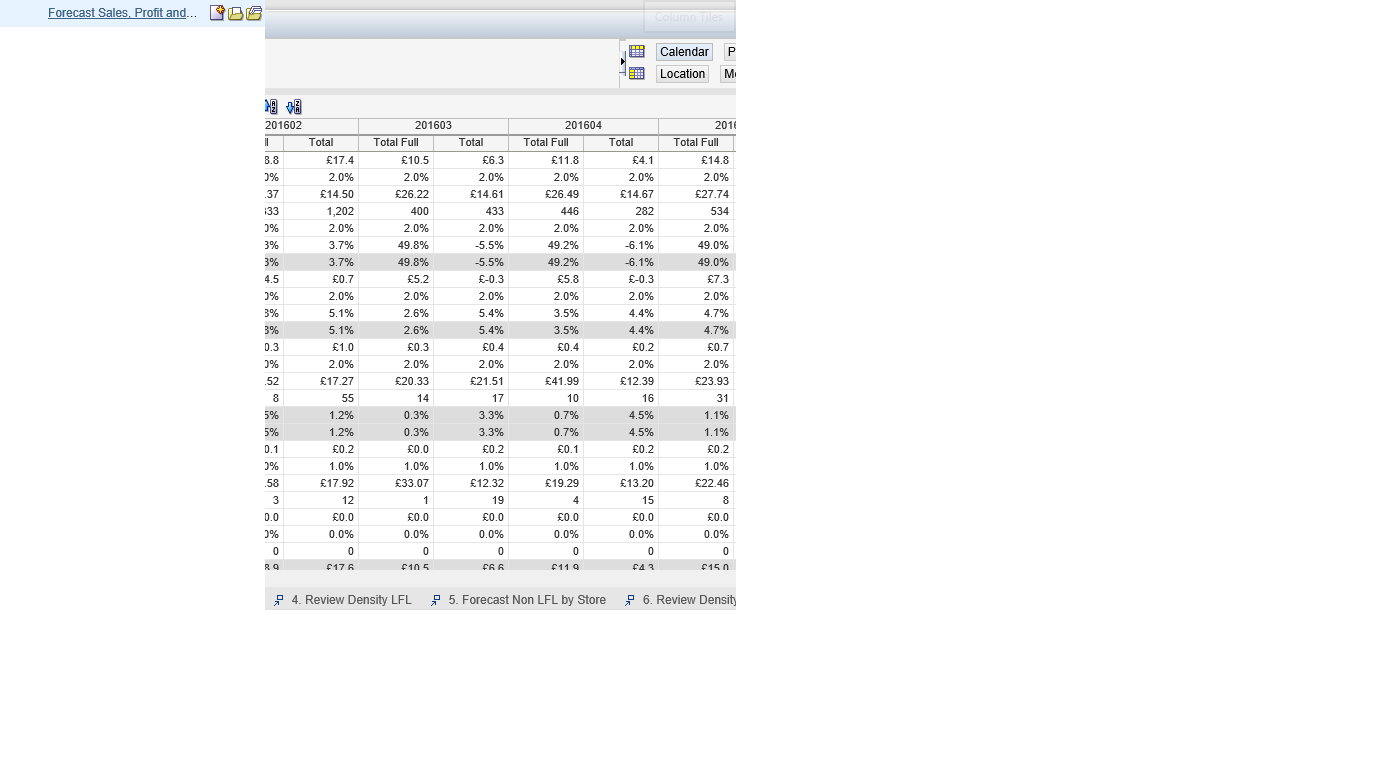 Forecast Sales, Profit and...
Column Tiles
Calendar P
Location Me
201602 201603 201604 201
Total Total Full Total Total Full Total Total Full
8.8 £17.4 £10.5 £6.3 £11.8 £4.1 £14.8
0% 2.0% 2.0% 2.0% 2.0% 2.0% 2.0%
.37 £14.50 £26.22 £14.61 £26.49 £14.67 £27.74
333 1,202 400 433 446 282 534
0% 2.0% 2.0% 2.0% 2.0% 2.0% 2.0%
3% 3.7% 49.8% -5.5% 49.2% -6.1% 49.0%
3% 3.7% 49.8% -5.5% 49.2% -6.1% 49.0%
4.5 £0.7 £5.2 £-0.3 £5.8 £-0.3 £7.3
0% 2.0% 2.0% 2.0% 2.0% 2.0% 2.0%
3% 5.1% 2.6% 5.4% 3.5% 4.4% 4.7%
3% 5.1% 2.6% 5.4% 3.5% 4.4% 4.7%
0.3 £1.0 £0.3 £0.4 £0.4 £0.2 £0.7
0% 2.0% 2.0% 2.0% 2.0% 2.0% 2.0%
.52 £17.27 £20.33 £21.51 £41.99 £12.39 £23.93
8 55 14 17 10 16 31
5% 1.2% 0.3% 3.3% 0.7% 4.5% 1.1%
5% 1.2% 0.3% 3.3% 0.7% 4.5% 1.1%
0.1 £0.2 £0.0 £0.2 £0.1 £0.2 £0.2
0% 1.0% 1.0% 1.0% 1.0% 1.0% 1.0%
.58 £17.92 £33.07 £12.32 £19.29 £13.20 £22.46
3 12 1 19 4 15 8
0.0 £0.0 £0.0 £0.0 £0.0 £0.0 £0.0
0% 0.0% 0.0% 0.0% 0.0% 0.0% 0.0%
0 0 0 0 0 0 0
8.9 £17.6 £10.5 £6.6 £11.9 £4.3 £15.0
4. Review Density LFL 5. Forecast Non LFL by Store 6. Review Density